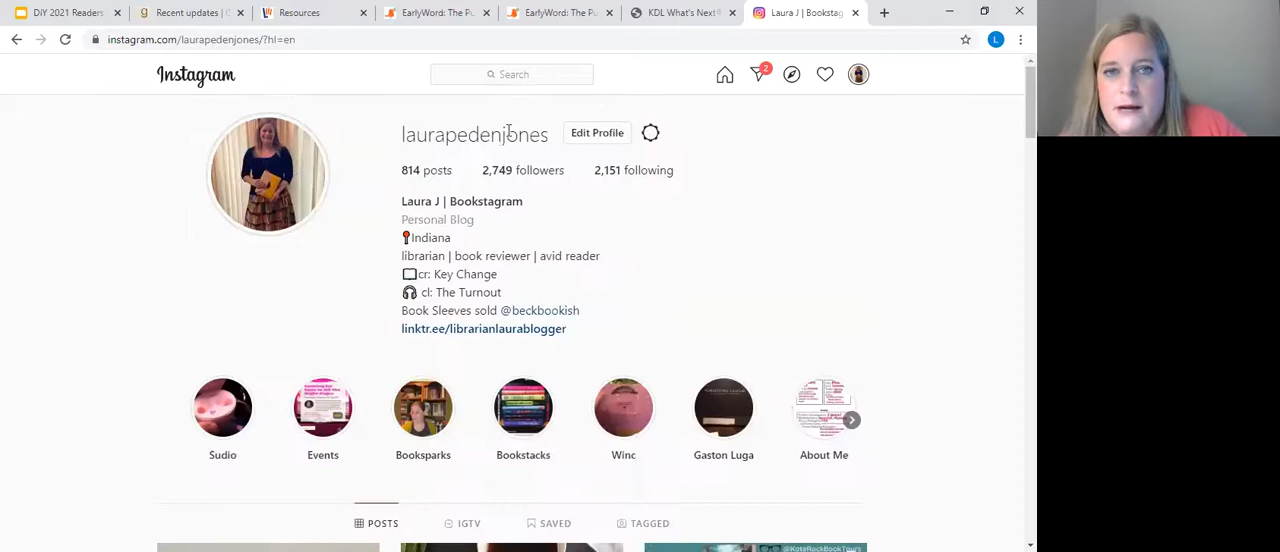 DIY 2021 Readers
Recent updates | G
Resources
EarlyWord: The Pu
EarlyWord: The Pu
KDL What's Next®
Laura J | Bookstag
instagram.com/laurapedenjones/?hl=en
L
Instagram
Search
2
laurapedenjones
Edit Profile
814 posts
2,749 followers
2,151 following
Laura J | Bookstagram
Personal Blog
Indiana
librarian | book reviewer | avid reader
cr: Key Change
cl: The Turnout
Book Sleeves sold @beckbookish
linktr.ee/librarianlaurablogger
Sudio
Events
Booksparks
Bookstacks
Winc
Gaston Luga
About Me
POSTS
IGTV
SAVED
TAGGED
@KateRockBookTours